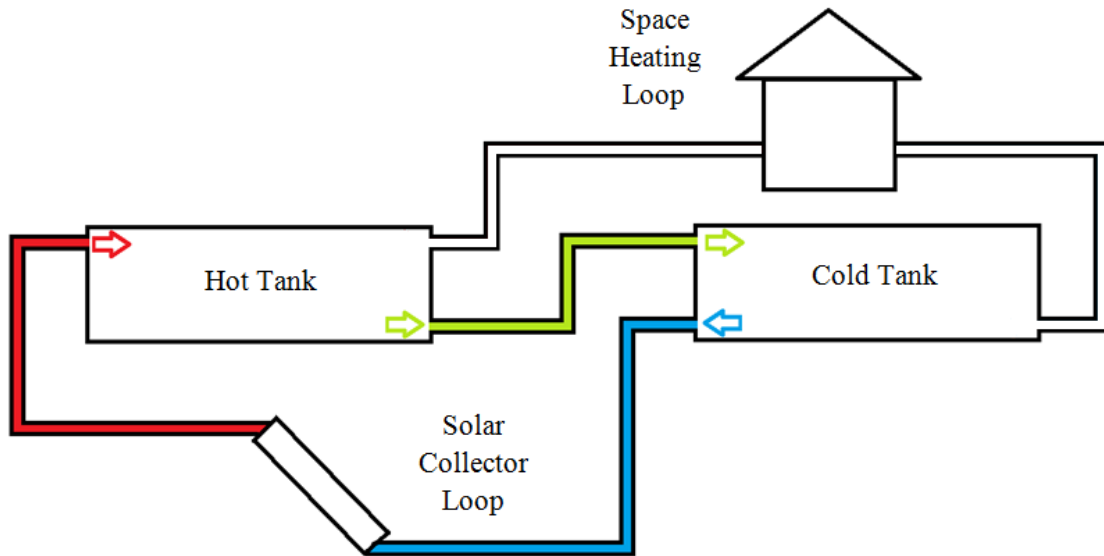 Space
Heating
Loop
Hot Tank
Cold Tank
Solar
Collector
Loop